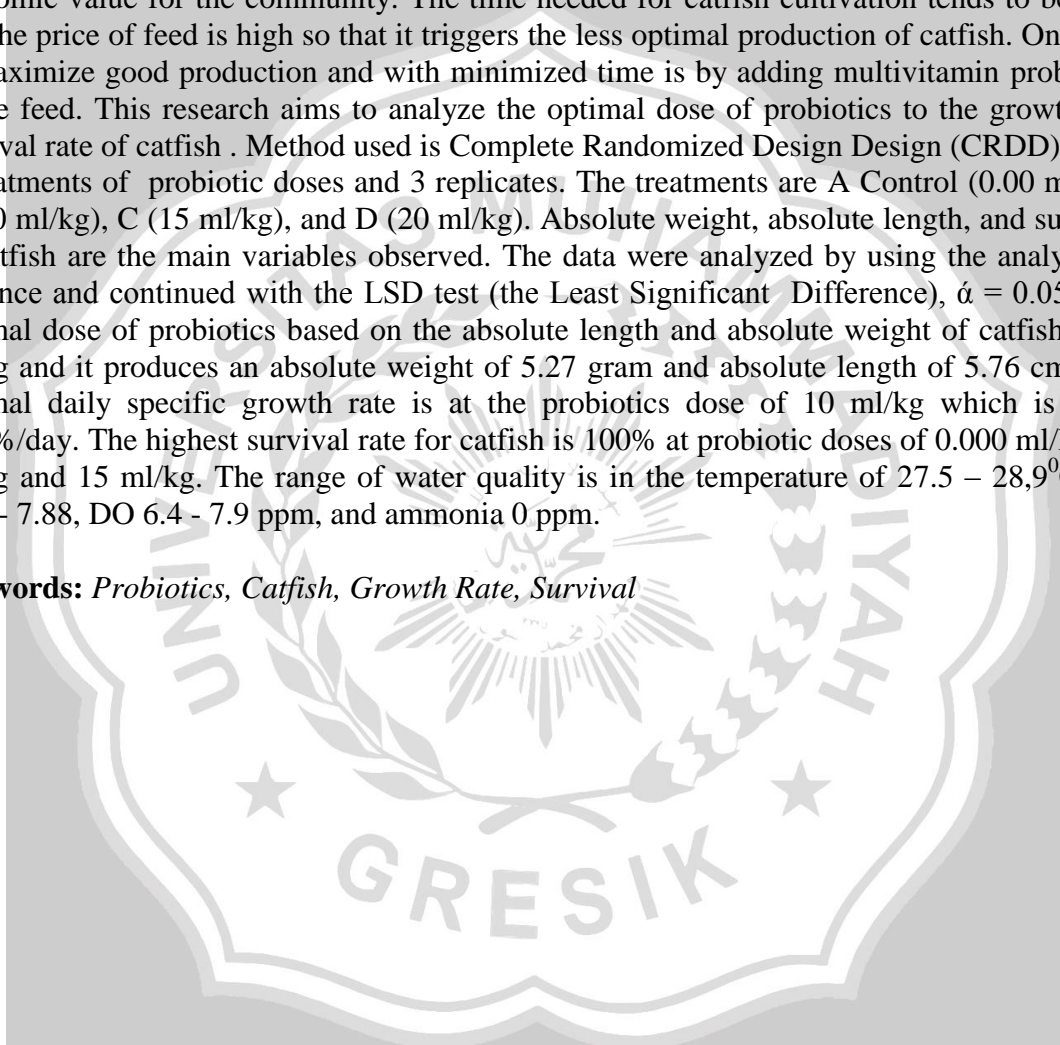 omic value for the community. The time needed for catfish cultivation tends to be
he price of feed is high so that it triggers the less optimal production of catfish. On
aximize good production and with minimized time is by adding multivitamin prob
e feed. This research aims to analyze the optimal dose of probiotics to the growt
val rate of catfish . Method used is Complete Randomized Design Design (CRDD)
atments of probiotic doses and 3 replicates. The treatments are A Control (0.00 m
0 ml/kg), C (15 ml/kg), and D (20 ml/kg). Absolute weight, absolute length, and su
tfish are the main variables observed. The data were analyzed by using the analy
nce and continued with the LSD test (the Least Significant Difference), ά = 0.05
nal dose of probiotics based on the absolute length and absolute weight of catfish
g and it produces an absolute weight of 5.27 gram and absolute length of 5.76 cm
nal daily specific growth rate is at the probiotics dose of 10 ml/kg which is
%/day. The highest survival rate for catfish is 100% at probiotic doses of 0.000 ml/
g and 15 ml/kg. The range of water quality is in the temperature of 27.5 – 28,9⁰
- 7.88, DO 6.4 - 7.9 ppm, and ammonia 0 ppm.
words: Probiotics, Catfish, Growth Rate, Survival
UNIVERSITAS MUHAMMADIYAH
GRESIK